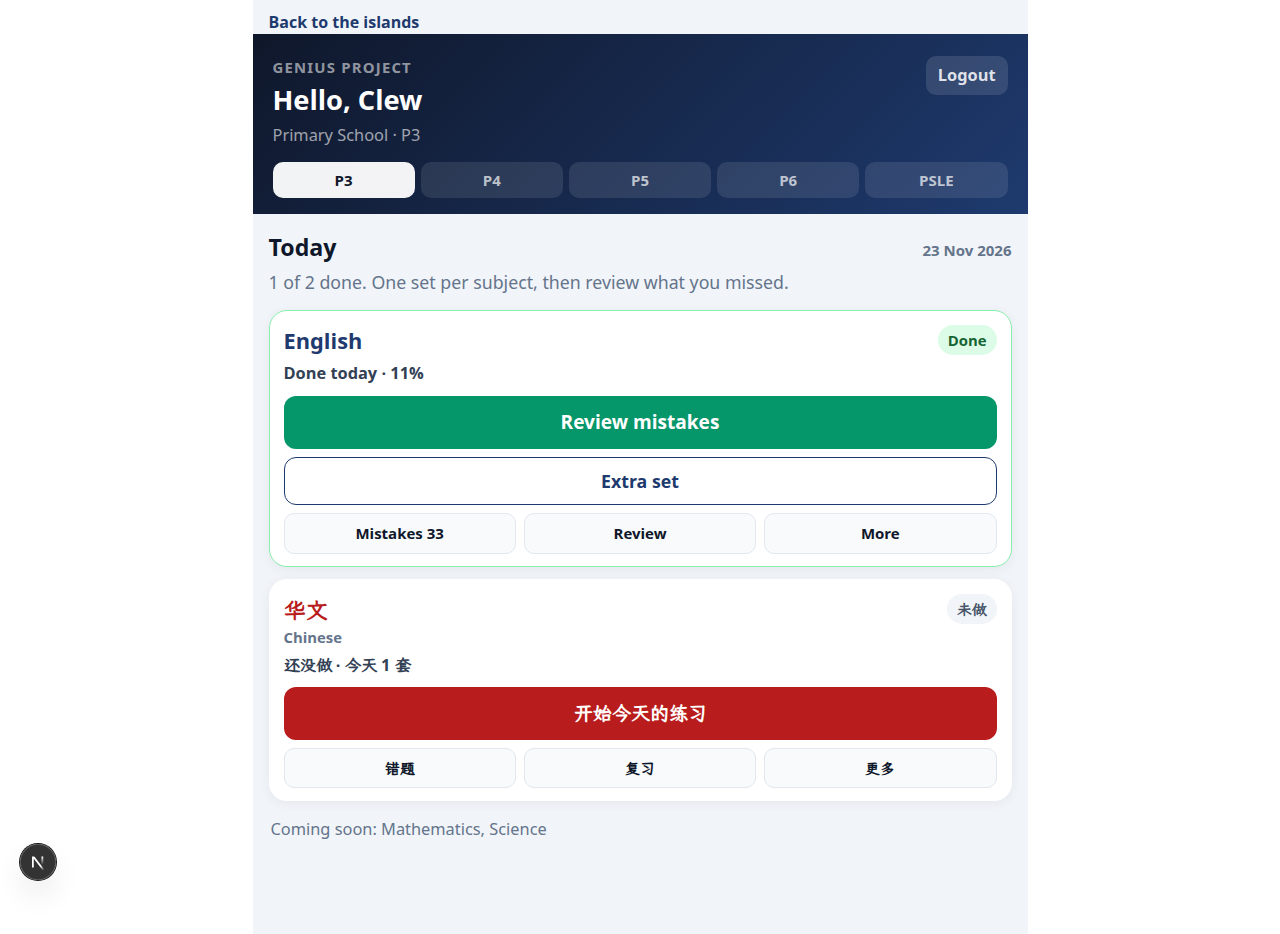 Back to the islands
GENIUS PROJECT
Logout
Hello, Clew
Primary School · P3
P3 P4 P5 P6 PSLE
Today 23 Nov 2026
1 of 2 done. One set per subject, then review what you missed.
English Done
Done today · 11%
Review mistakes
Extra set
Mistakes 33 Review More
华文 未做
Chinese
还没做 · 今天 1 套
开始今天的练习
错题 复习 更多
Coming soon: Mathematics, Science
N